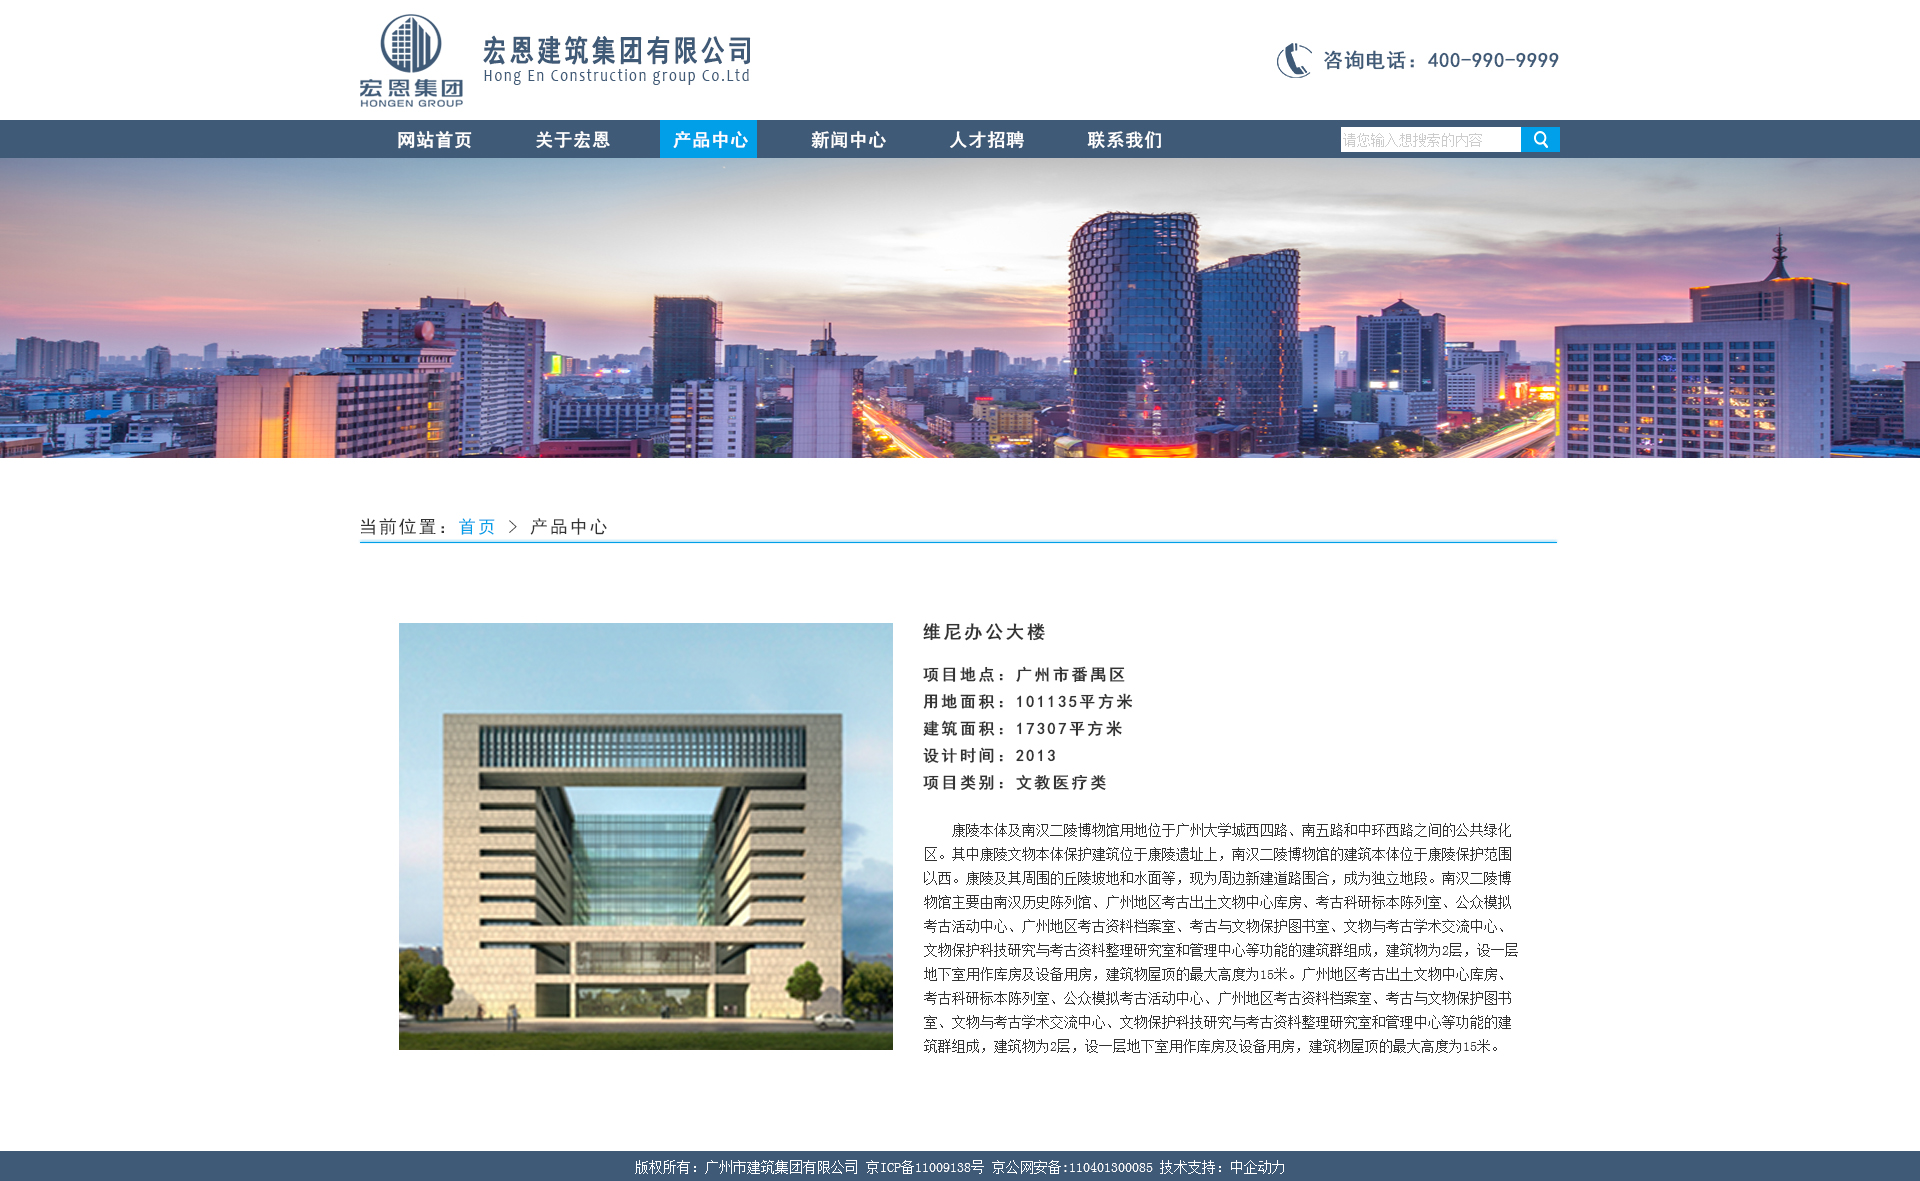 宏恩集团
HONGEN GROUP
宏恩建筑集团有限公司
Hong En Construction group Co.Ltd
咨询电话：400-990-9999
网站首页 关于宏恩 产品中心 新闻中心 人才招聘 联系我们
请您输入想搜索的内容
当前位置：首页 > 产品中心
维尼办公大楼
项目地点：广州市番禺区
用地面积：101135平方米
建筑面积：17307平方米
设计时间：2013
项目类别：文教医疗类
康陵本体及南汉二陵博物馆用地位于广州大学城西四路、南五路和中环西路之间的公共绿化
区。其中康陵文物本体保护建筑位于康陵遗址上，南汉二陵博物馆的建筑本体位于康陵保护范围
以西。康陵及其周围的丘陵坡地和水面等，现为周边新建道路围合，成为独立地段。南汉二陵博
物馆主要由南汉历史陈列馆、广州地区考古出土文物中心库房、考古科研标本陈列室、公众模拟
考古活动中心、广州地区考古资料档案室、考古与文物保护图书室、文物与考古学术交流中心、
文物保护科技研究与考古资料整理研究室和管理中心等功能的建筑群组成，建筑物为2层，设一层
地下室用作库房及设备用房，建筑物屋顶的最大高度为15米。广州地区考古出土文物中心库房、
考古科研标本陈列室、公众模拟考古活动中心、广州地区考古资料档案室、考古与文物保护图书
室、文物与考古学术交流中心、文物保护科技研究与考古资料整理研究室和管理中心等功能的建
筑群组成，建筑物为2层，设一层地下室用作库房及设备用房，建筑物屋顶的最大高度为15米。
版权所有：广州市建筑集团有限公司 京ICP备11009138号 京公网安备:110401300085 技术支持：中企动力